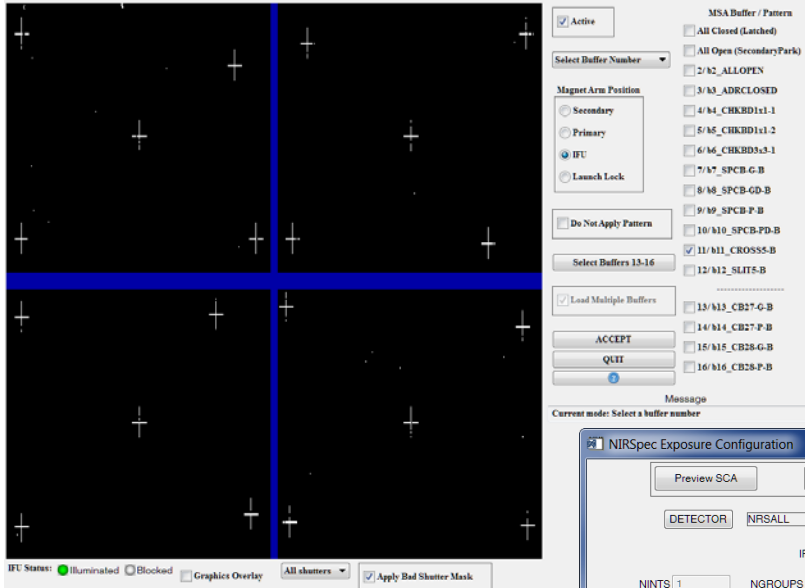 Active
Select Buffer Number
Magnet Arm Position
Secondary
Primary
IFU
Launch Lock
Do Not Apply Pattern
Select Buffers 13-16
Load Multiple Buffers
ACCEPT
QUIT
?
MSA Buffer / Pattern
All Closed (Latched)
All Open (SecondaryPark)
2/ b2_ALLOPEN
3/ b3_ADRCLOSED
4/ b4_CHKBD1x1-1
5/ b5_CHKBD1x1-2
6/ b6_CHKBD3x3-1
7/ b7_SPCB-G-B
8/ b8_SPCB-GD-B
9/ b9_SPCB-P-B
10/ b10_SPCB-PD-B
11/ b11_CROSS5-B
12/ b12_SLIT5-B
--------------------
13/ b13_CB27-G-B
14/ b14_CB27-P-B
15/ b15_CB28-G-B
16/ b16_CB28-P-B
Message
Current mode: Select a buffer number
NIRSpec Exposure Configuration
Preview SCA
DETECTOR NRSALL
NINTS 1 NGROUPS
IFU Status: Illuminated Blocked Graphics Overlay All shutters Apply Bad Shutter Mask